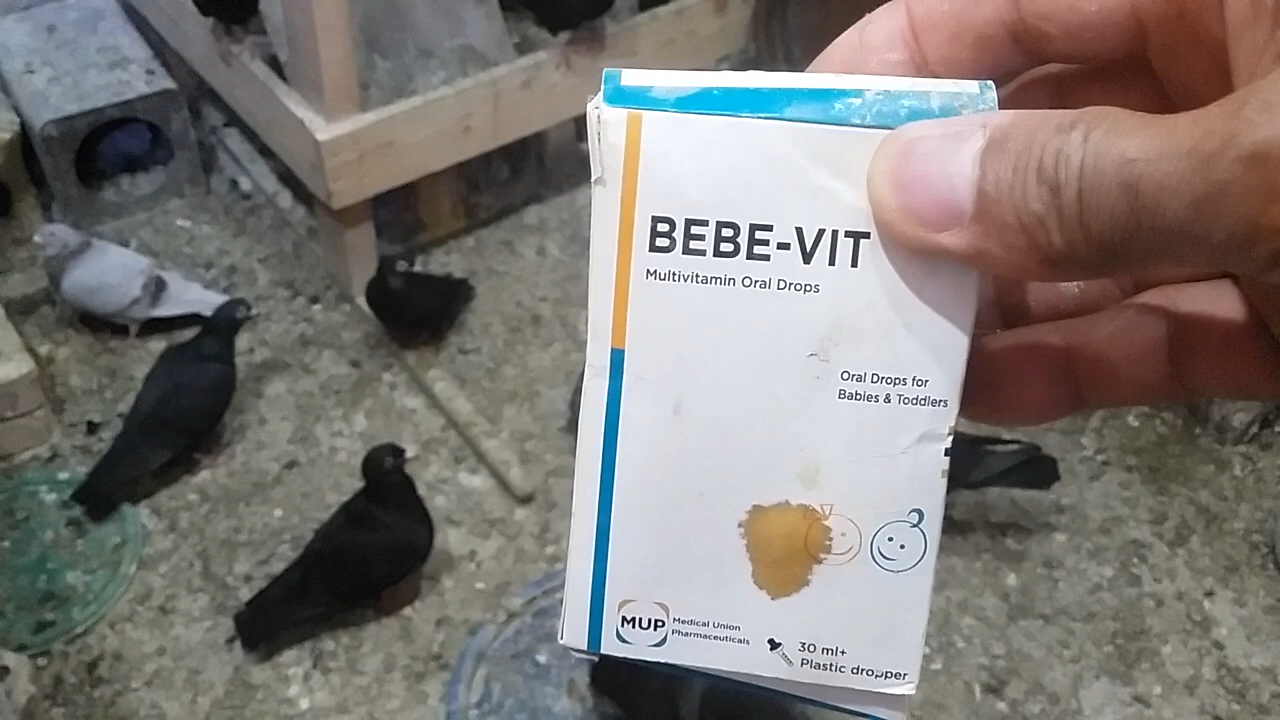 BEBE-VIT
Multivitamin Oral Drops
Oral Drops for
Babies & Toddlers
MUP
Medical Union
Pharmaceuticals
30 ml+
Plastic dropper